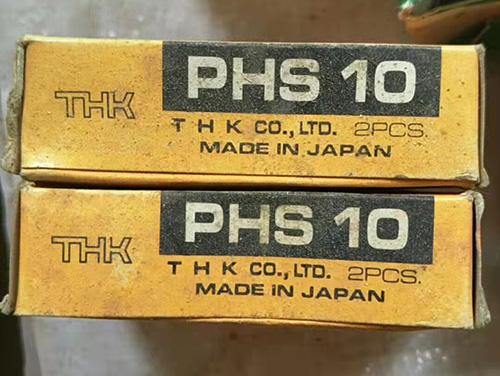 PHS 10
THK
T H K CO.,LTD. 2PCS.
MADE IN JAPAN
PHS 10
THK
T H K CO.,LTD. 2PCS.
MADE IN JAPAN